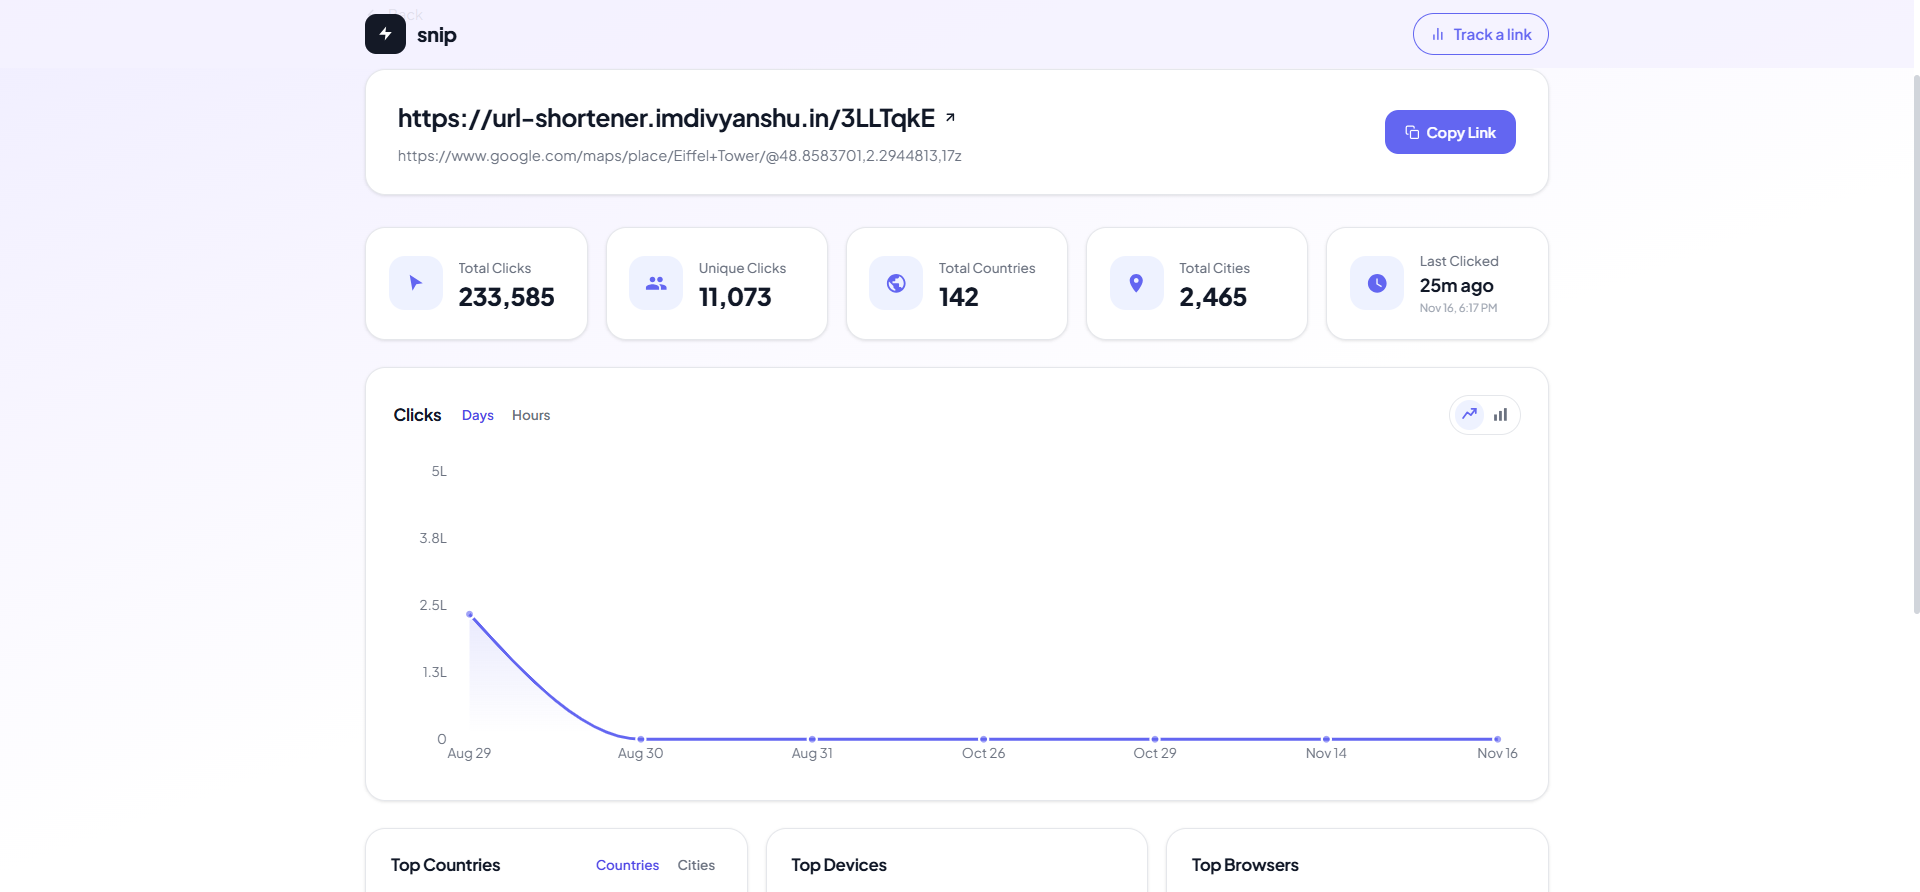 Back
snip
Track a link
https://url-shortener.imdivyanshu.in/3LLTqkE
Copy Link
https://www.google.com/maps/place/Eiffel+Tower/@48.8583701,2.2944813,17z
Total Clicks
233,585
Unique Clicks
11,073
Total Countries
142
Total Cities
2,465
Last Clicked
25m ago
Nov 16, 6:17 PM
Clicks Days Hours
5L
3.8L
2.5L
1.3L
0
Aug 29 Aug 30 Aug 31 Oct 26 Oct 29 Nov 14 Nov 16
Top Countries Countries Cities
Top Devices
Top Browsers